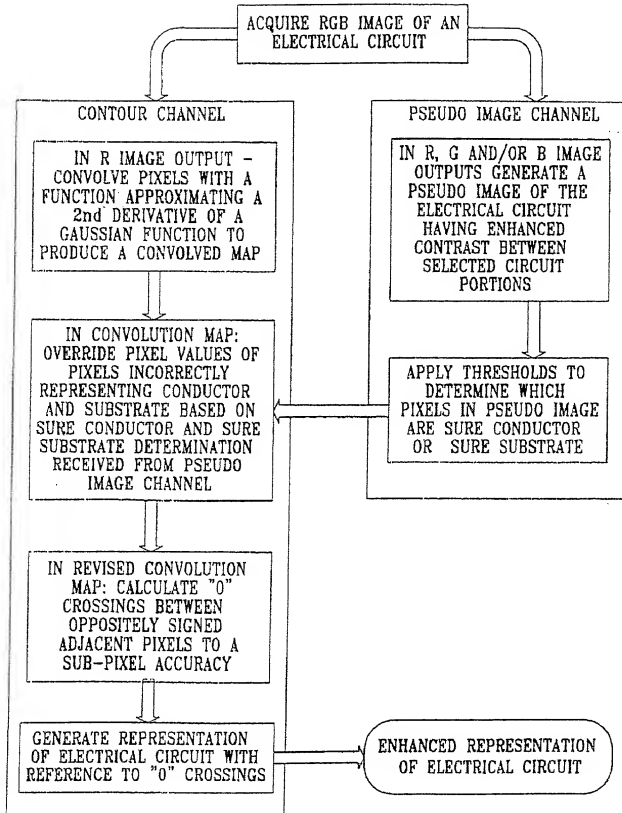 ACQUIRE RGB IMAGE OF AN
ELECTRICAL CIRCUIT
CONTOUR CHANNEL
IN R IMAGE OUTPUT -
CONVOLVE PIXELS WITH A
FUNCTION APPROXIMATING A
2nd DERIVATIVE OF A
GAUSSIAN FUNCTION TO
PRODUCE A CONVOLVED MAP
IN CONVOLUTION MAP:
OVERRIDE PIXEL VALUES OF
PIXELS INCORRECTLY
REPRESENTING CONDUCTOR
AND SUBSTRATE BASED ON
SURE CONDUCTOR AND SURE
SUBSTRATE DETERMINATION
RECEIVED FROM PSEUDO
IMAGE CHANNEL
IN REVISED CONVOLUTION
MAP: CALCULATE "0"
CROSSINGS BETWEEN
OPPOSITELY SIGNED
ADJACENT PIXELS TO A
SUB-PIXEL ACCURACY
GENERATE REPRESENTATION
OF ELECTRICAL CIRCUIT WITH
REFERENCE TO "0" CROSSINGS
PSEUDO IMAGE CHANNEL
IN R, G AND/OR B IMAGE
OUTPUTS GENERATE A
PSEUDO IMAGE OF THE
ELECTRICAL CIRCUIT
HAVING ENHANCED
CONTRAST BETWEEN
SELECTED CIRCUIT
PORTIONS
APPLY THRESHOLDS TO
DETERMINE WHICH
PIXELS IN PSEUDO IMAGE
ARE SURE CONDUCTOR
OR SURE SUBSTRATE
ENHANCED REPRESENTATION
OF ELECTRICAL CIRCUIT